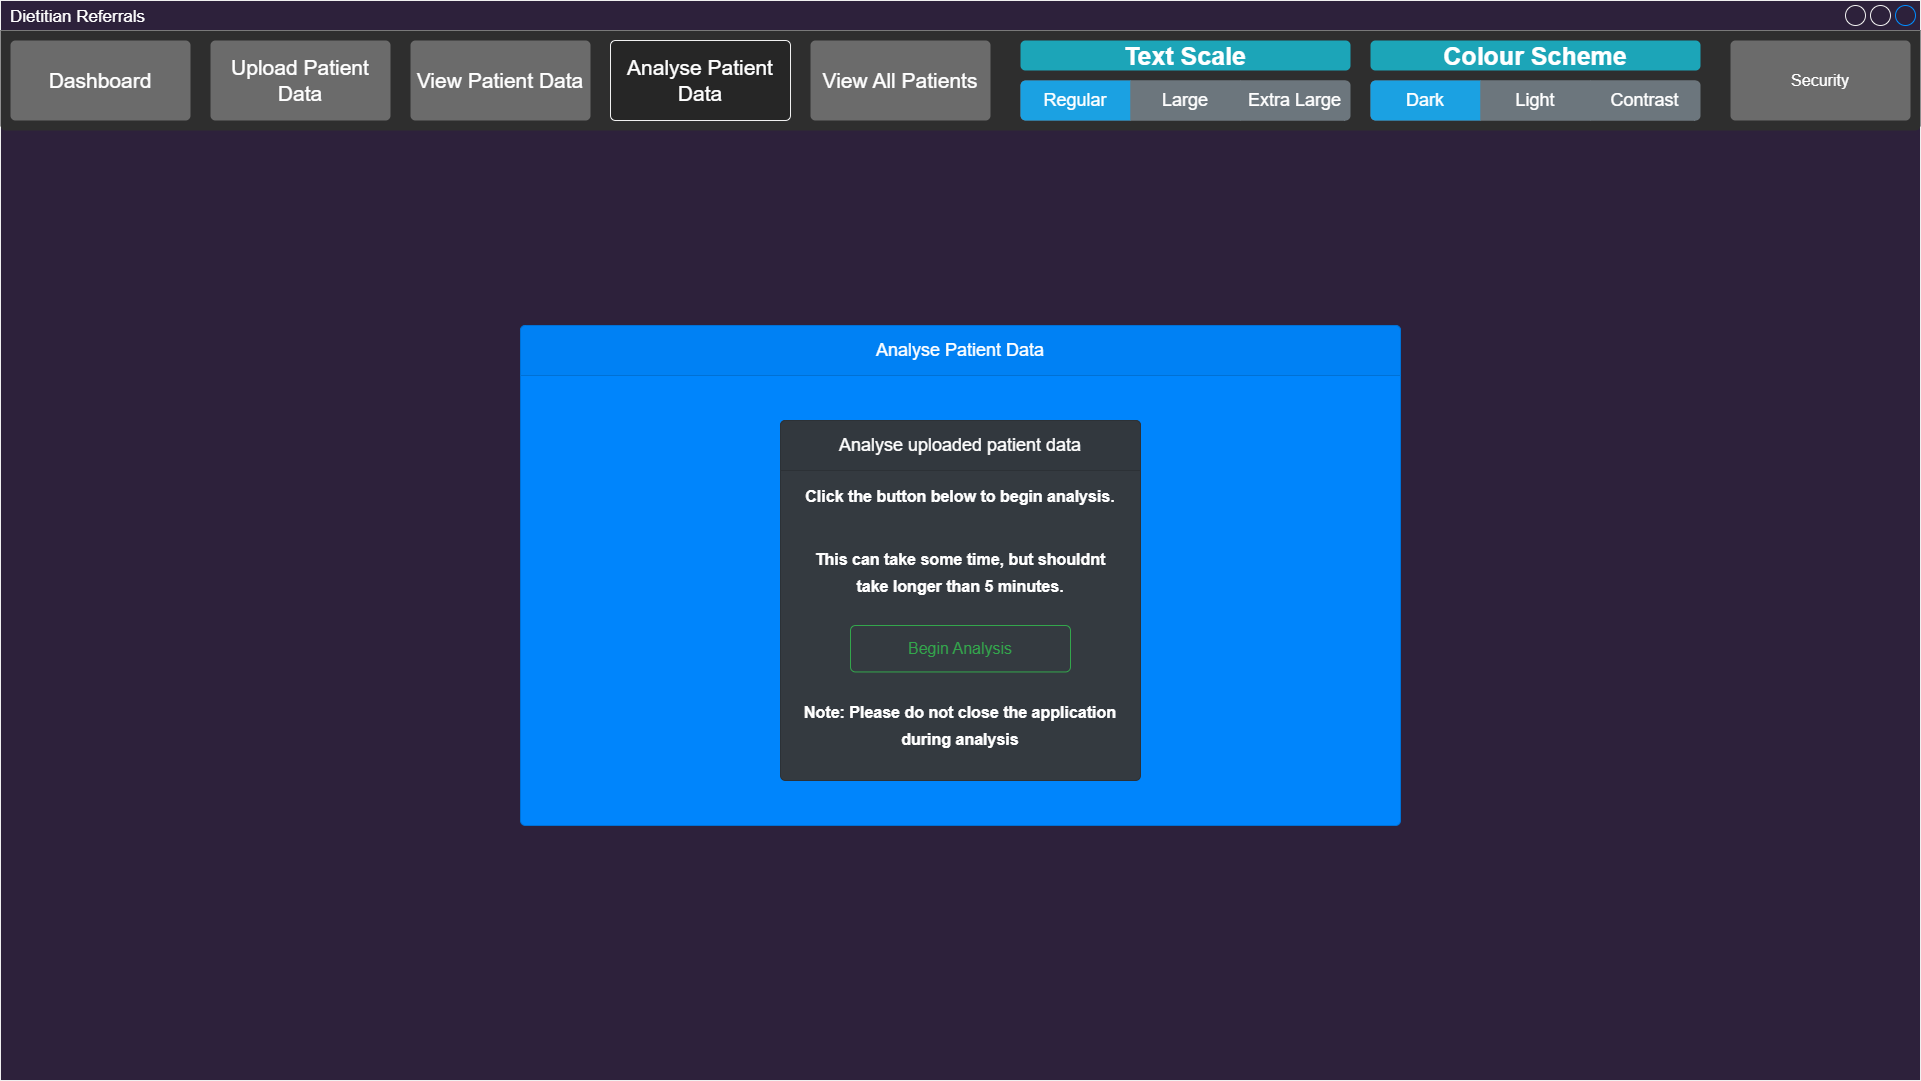 Dietitian Referrals
Dashboard
Upload Patient
Data
View Patient Data
Analyse Patient
Data
View All Patients
Text Scale
Regular
Large
Extra Large
Colour Scheme
Dark
Light
Contrast
Security
Analyse Patient Data
Analyse uploaded patient data
Click the button below to begin analysis.
This can take some time, but shouldnt
take longer than 5 minutes.
Begin Analysis
Note: Please do not close the application
during analysis